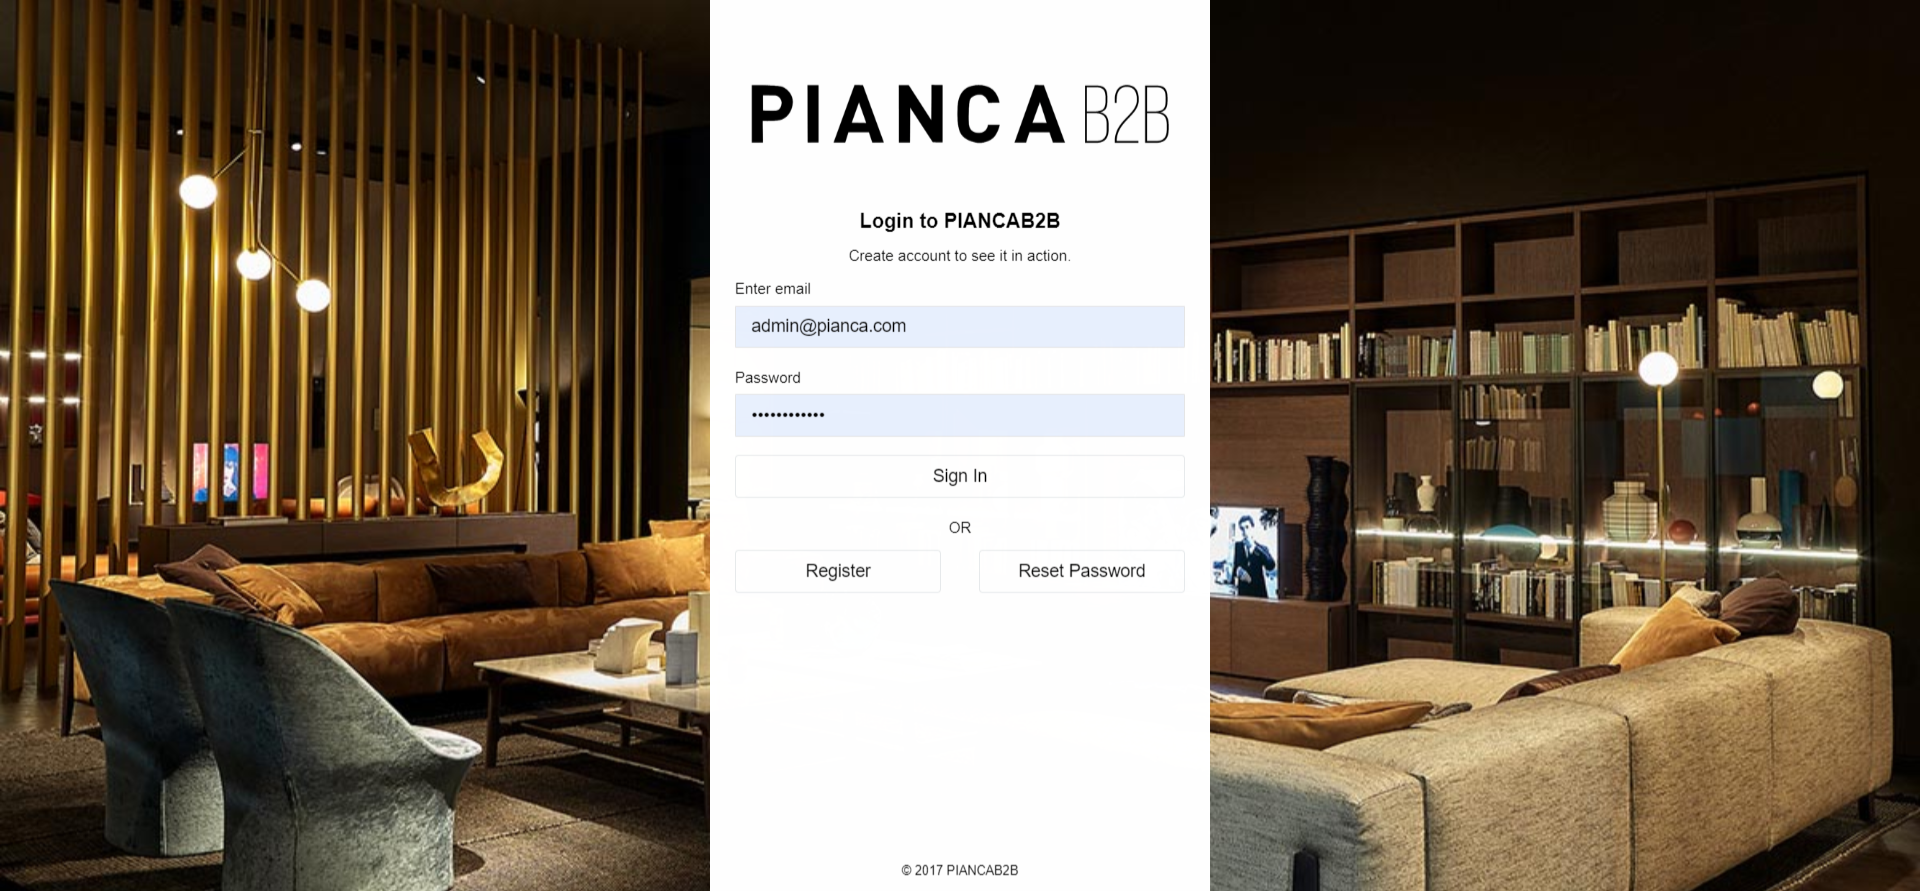 PIANCA B2B
Login to PIANCAB2B
Create account to see it in action.
Enter email
admin@pianca.com
Password
••••••••••••
Sign In
OR
Register
Reset Password
© 2017 PIANCAB2B